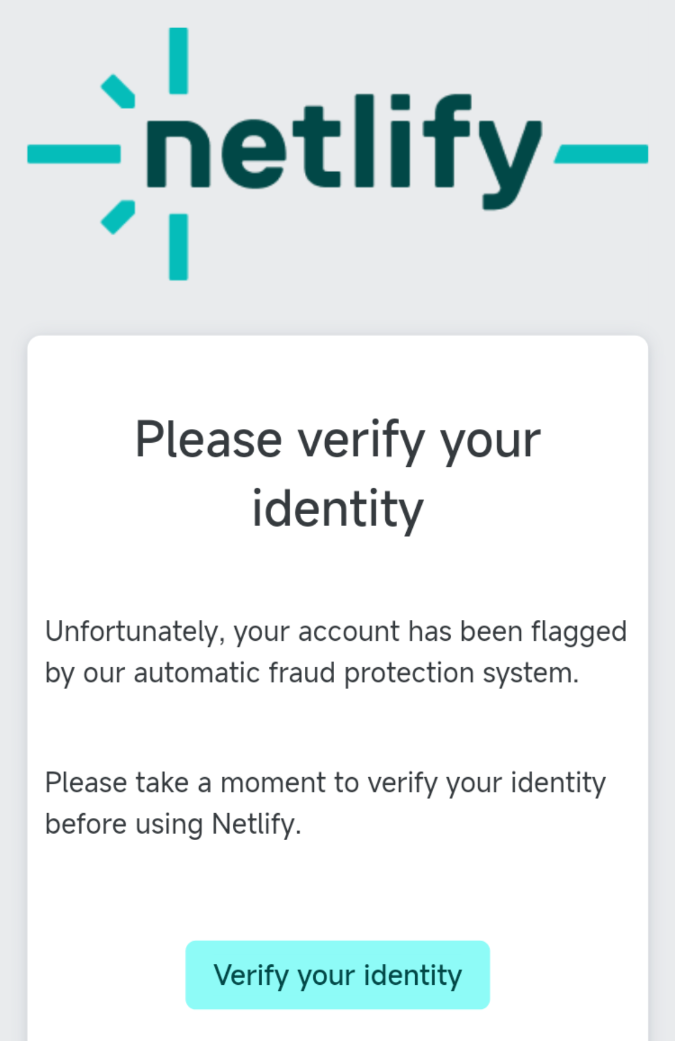 netlify
Please verify your
identity
Unfortunately, your account has been flagged
by our automatic fraud protection system.
Please take a moment to verify your identity
before using Netlify.
Verify your identity